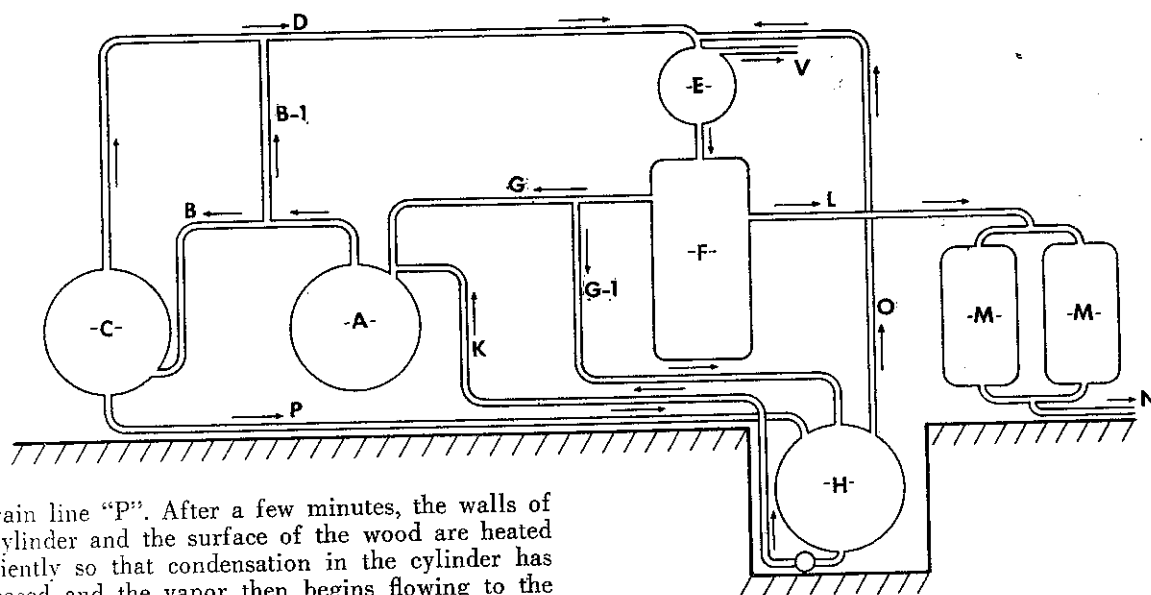 D
V
-E-
B-1
G
B
L
-F-
-C-
-A-
G-1
K
O
-M- -M-
N
P
-H-
rain line "P". After a few minutes, the walls of
ylinder and the surface of the wood are heated
iently so that condensation in the cylinder has
and the vapor then begins flowing to the